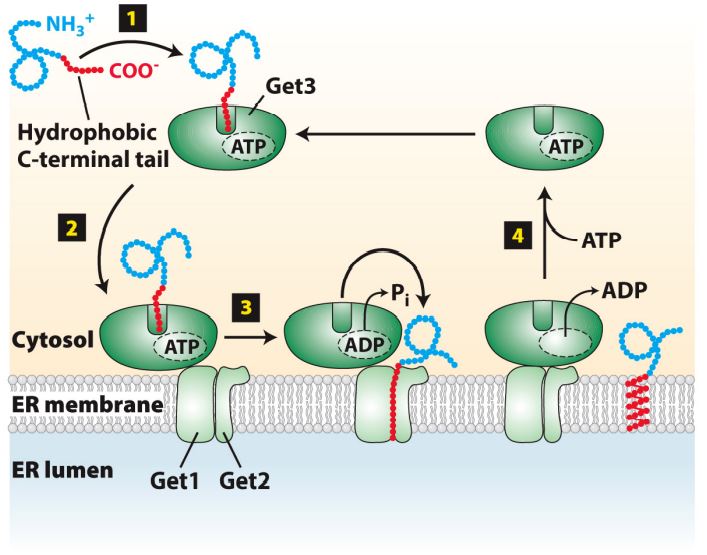 NH3+
1
COO-
Get3
Hydrophobic
C-terminal tail
ATP
ATP
2
4
ATP
3
Pi
ADP
Cytosol
ATP
ADP
ER membrane
ER lumen
Get1
Get2